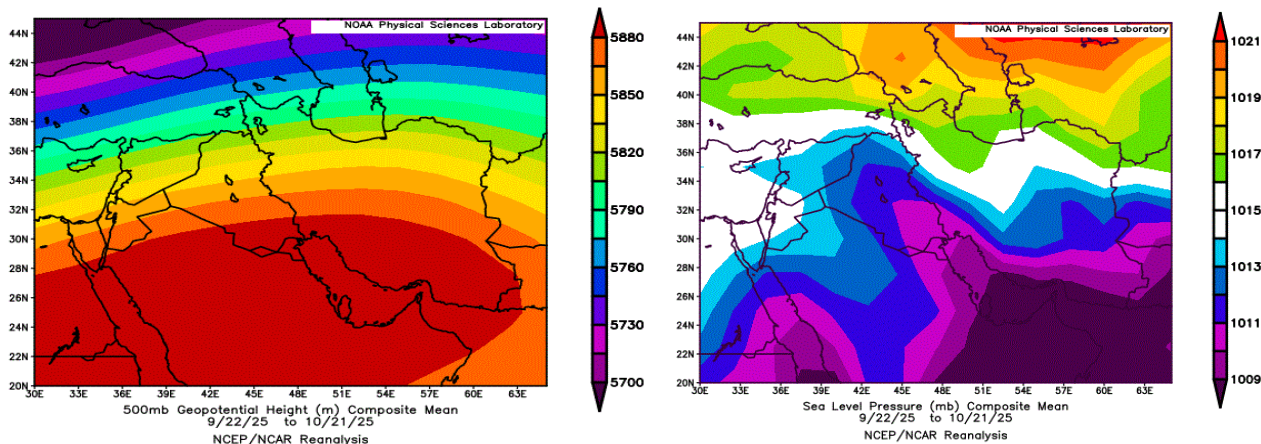 NOAA Physical Sciences Laboratory
44N
42N
40N
38N
36N
34N
32N
30N
28N
26N
24N
22N
20N
30E 33E 36E 39E 42E 45E 48E 51E 54E 57E 60E 63E
5880
5850
5820
5790
5760
5730
5700
500mb Geopotential Height (m) Composite Mean
9/22/25 to 10/21/25
NCEP/NCAR Reanalysis
NOAA Physical Sciences Laboratory
44N
42N
40N
38N
36N
34N
32N
30N
28N
26N
24N
22N
20N
30E 33E 36E 39E 42E 45E 48E 51E 54E 57E 60E 63E
1021
1019
1017
1015
1013
1011
1009
Sea Level Pressure (mb) Composite Mean
9/22/25 to 10/21/25
NCEP/NCAR Reanalysis